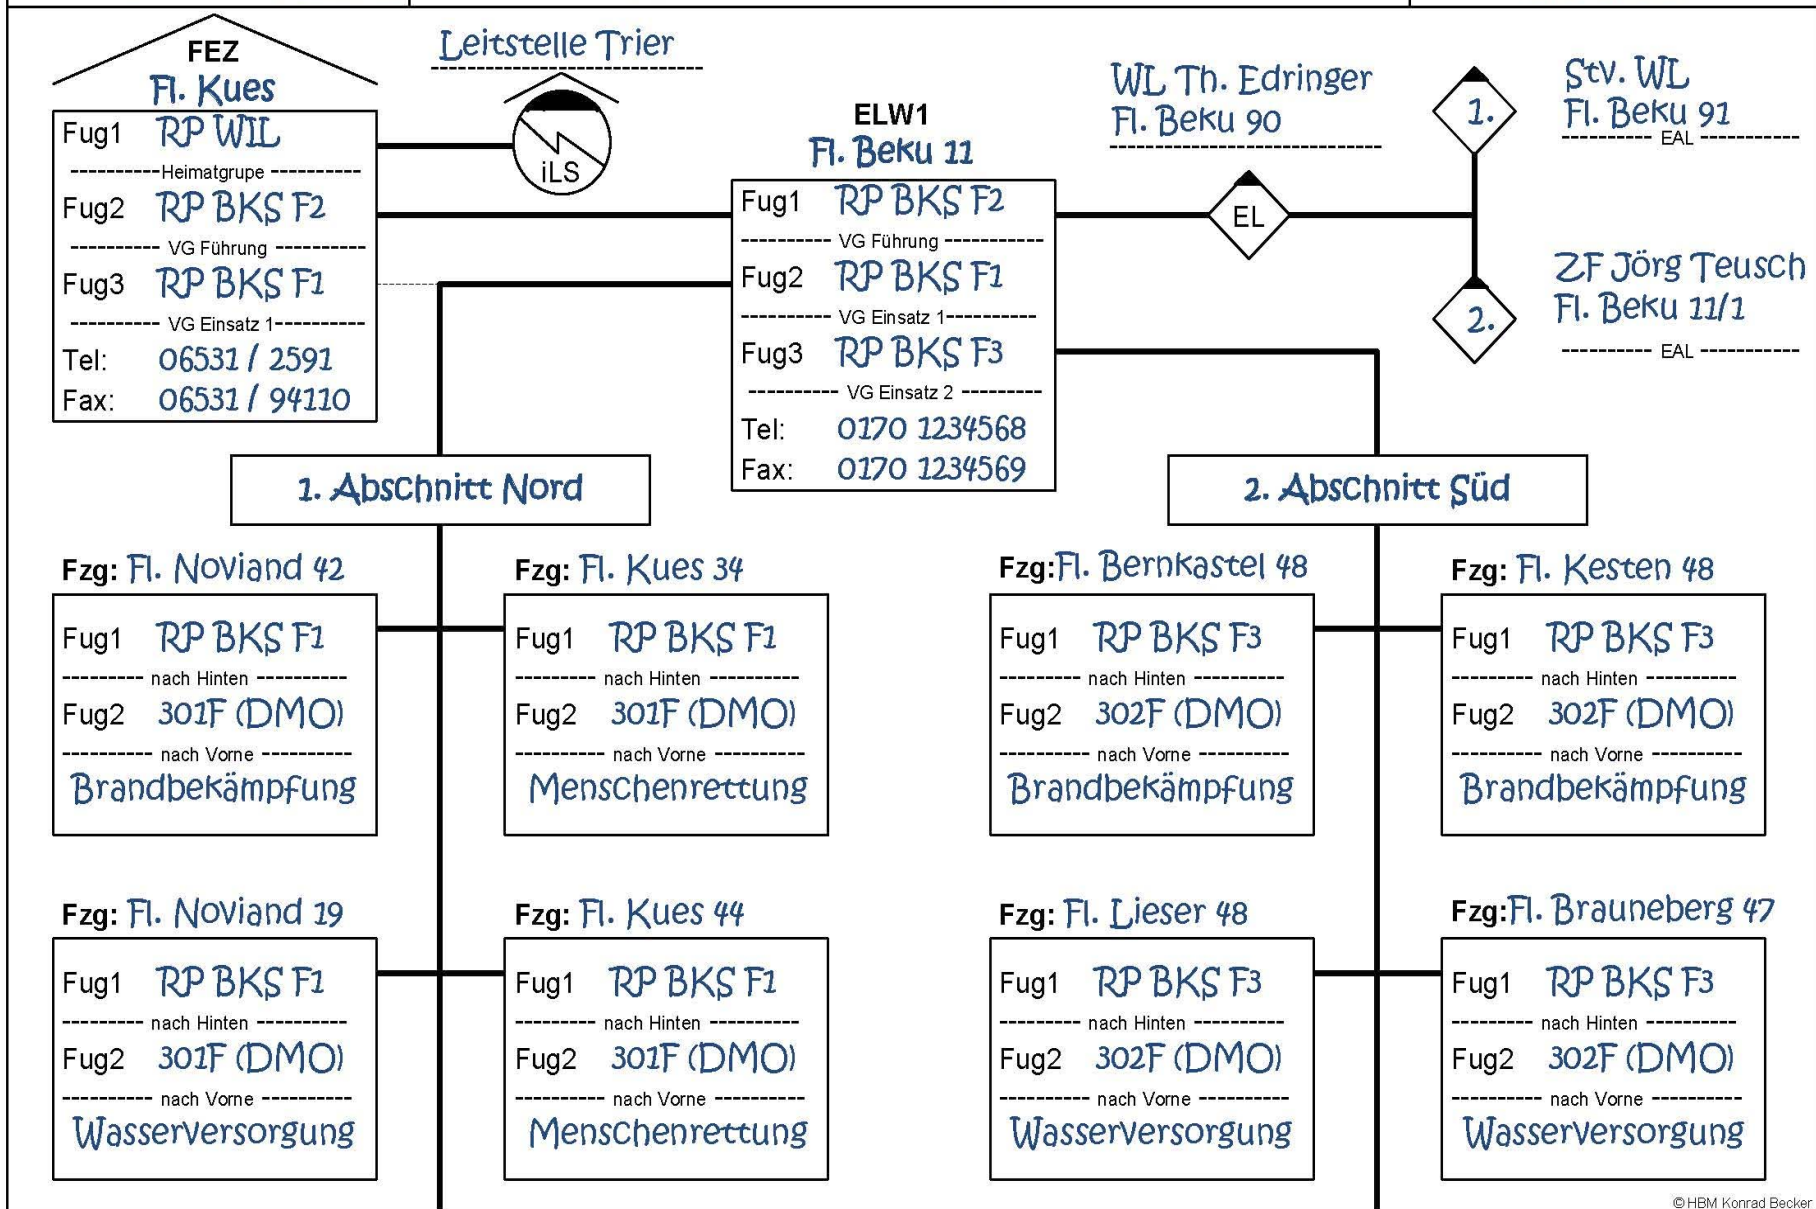 FEZ
Fl. Kues
Fug1 RP WIL
Heimatgrupe
Fug2 RP BKS F2
VG Führung
Fug3 RP BKS F1
VG Einsatz 1
Tel: 06531 / 2591
Fax: 06531 / 94110
Leitstelle Trier
iLS
ELW1
Fl. Beku 11
Fug1 RP BKS F2
VG Führung
Fug2 RP BKS F1
VG Einsatz 1
Fug3 RP BKS F3
VG Einsatz 2
Tel: 0170 1234568
Fax: 0170 1234569
WL Th. Edringer
Fl. Beku 90
EL
1.
Stv. WL
Fl. Beku 91
EAL
2.
ZF Jörg Teusch
Fl. Beku 11/1
EAL
1. Abschnitt Nord
Fzg: Fl. Noviand 42
Fug1 RP BKS F1
nach Hinten
Fug2 301F (DMO)
nach Vorne
Brandbekämpfung
Fzg: Fl. Kues 34
Fug1 RP BKS F1
nach Hinten
Fug2 301F (DMO)
nach Vorne
Menschenrettung
Fzg: Fl. Noviand 19
Fug1 RP BKS F1
nach Hinten
Fug2 301F (DMO)
nach Vorne
Wasserversorgung
Fzg: Fl. Kues 44
Fug1 RP BKS F1
nach Hinten
Fug2 301F (DMO)
nach Vorne
Menschenrettung
2. Abschnitt Süd
Fzg:Fl. Bernkastel 48
Fug1 RP BKS F3
nach Hinten
Fug2 302F (DMO)
nach Vorne
Brandbekämpfung
Fzg: Fl. Kesten 48
Fug1 RP BKS F3
nach Hinten
Fug2 302F (DMO)
nach Vorne
Brandbekämpfung
Fzg: Fl. Lieser 48
Fug1 RP BKS F3
nach Hinten
Fug2 302F (DMO)
nach Vorne
Wasserversorgung
Fzg:Fl. Brauneberg 47
Fug1 RP BKS F3
nach Hinten
Fug2 302F (DMO)
nach Vorne
Wasserversorgung
© HBM Konrad Becker